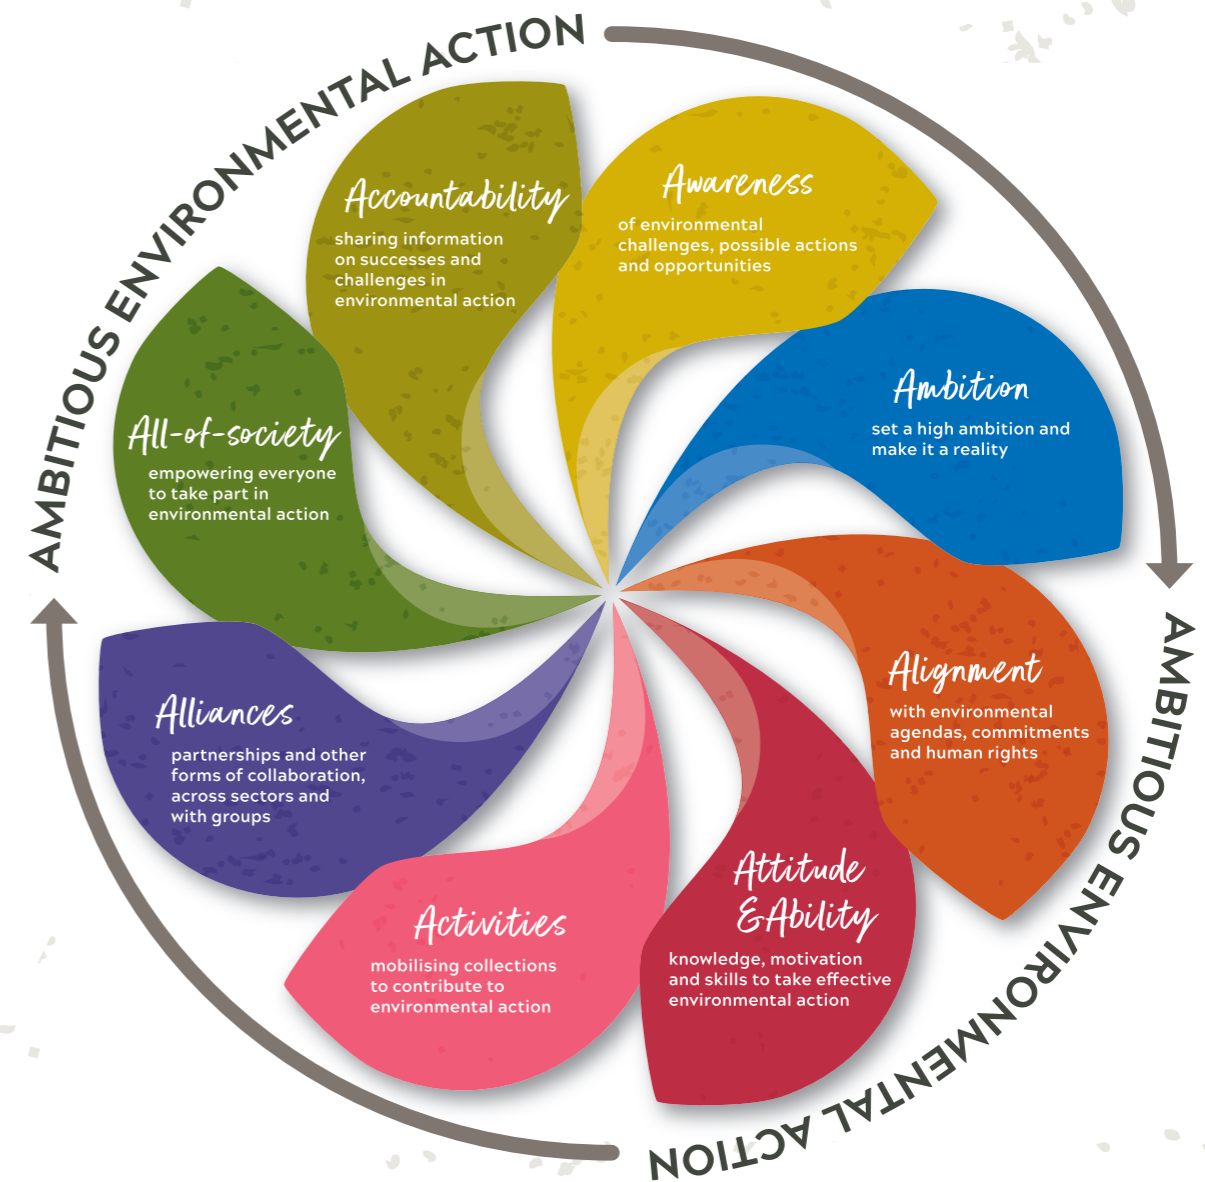 AMBITIOUS ENVIRONMENTAL ACTION
Awareness
of environmental
challenges, possible actions
and opportunities
Ambition
set a high ambition and
make it a reality
Alignment
with environmental
agendas, commitments
and human rights
Attitude
&Ability
knowledge, motivation
and skills to take effective
environmental action
Activities
mobilising collections
to contribute to
environmental action
Alliances
partnerships and other
forms of collaboration,
across sectors and
with groups
All-of-society
empowering everyone
to take part in
environmental action
Accountability
sharing information
on successes and
challenges in
environmental action
AMBITIOUS ENVIRONMENTAL ACTION